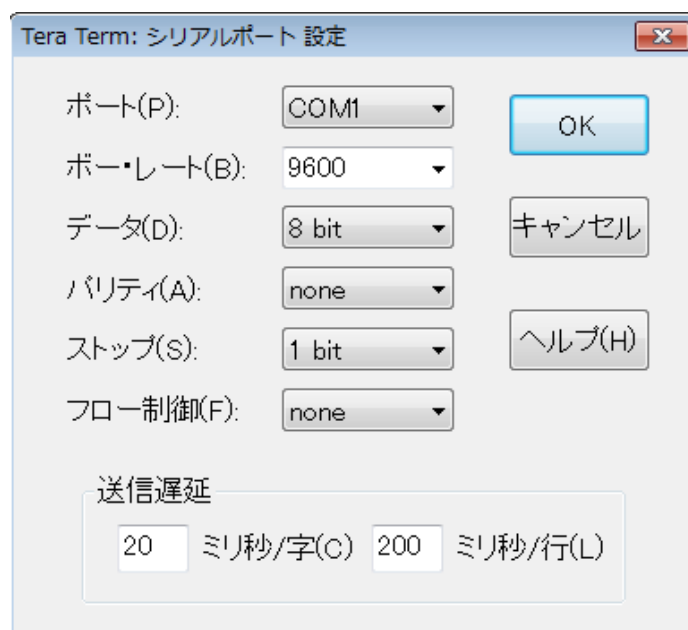 Tera Term: シリアルポート 設定
ポート(P): COM1 OK
ボー・レート(B): 9600
データ(D): 8 bit キャンセル
パリティ(A): none
ストップ(S): 1 bit ヘルプ(H)
フロー制御(F): none
送信遅延
20 ミリ秒/字(C) 200 ミリ秒/行(L)